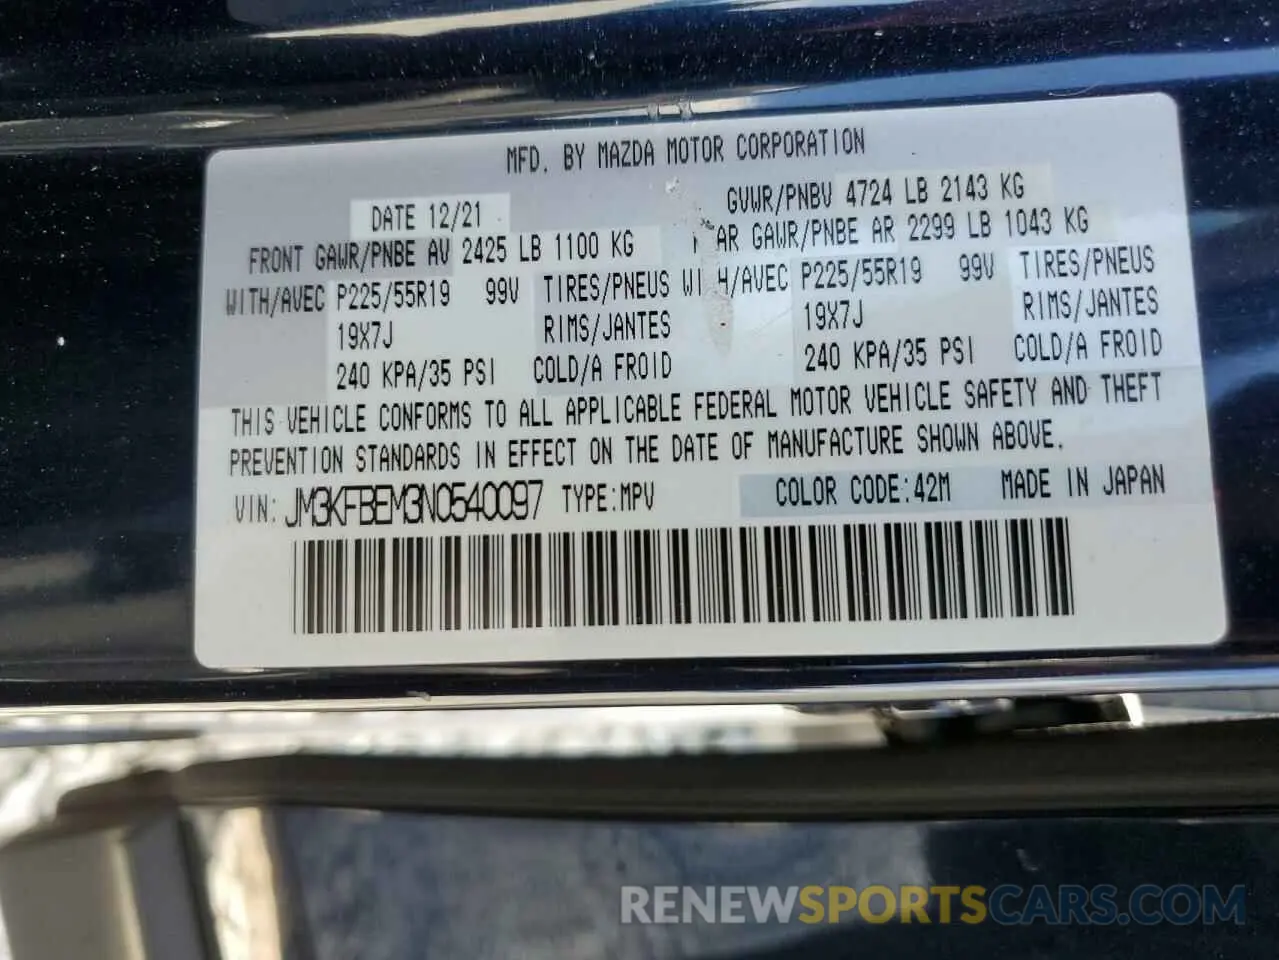 MFD. BY MAZDA MOTOR CORPORATION
DATE 12/21 GVWR/PNBV 4724 LB 2143 KG
FRONT GAWR/PNBE AV 2425 LB 1100 KG GAWR/PNBE AR 2299 LB 1043 KG
WITH/AVEC P225/55R19 99V TIRES/PNEUS WITH/AVEC P225/55R19 99V TIRES/PNEUS
19X7J RIMS/JANTES 19X7J RIMS/JANTES
240 KPA/35 PSI COLD/A FROID 240 KPA/35 PSI COLD/A FROID
THIS VEHICLE CONFORMS TO ALL APPLICABLE FEDERAL MOTOR VEHICLE SAFETY AND THEFT
PREVENTION STANDARDS IN EFFECT ON THE DATE OF MANUFACTURE SHOWN ABOVE.
VIN: JM3KFBEM3N0540097 TYPE:MPV COLOR CODE:42M MADE IN JAPAN
RENEWSPORTSCARS.COM